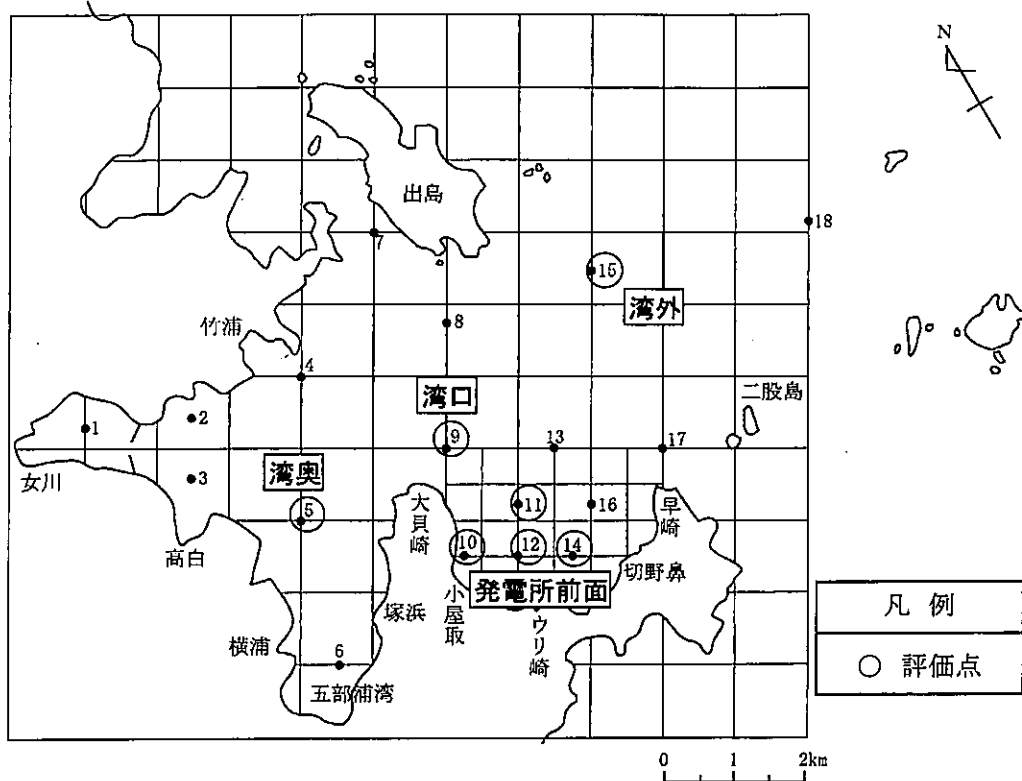 N
出島
18
7
15
湾外
8
竹浦
4
二股島
湾口
2
1
9
13
17
女川
3
湾奥
大貝崎
5
11
16
早崎
高白
10
12
14
切野鼻
発電所前面
小屋取
塚浜
ウリ崎
横浦
6
五部浦湾
凡例
○ 評価点
0 1 2km